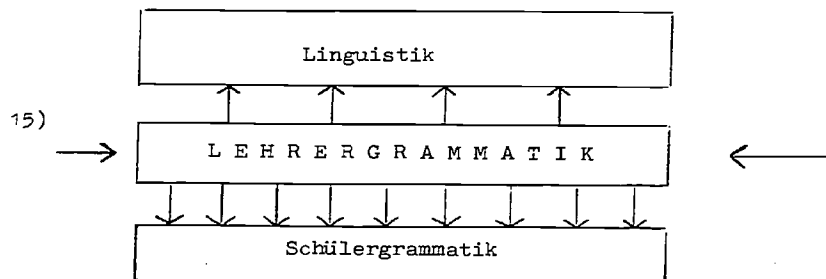 Linguistik
15)
L E H R E R G R A M M A T I K
Schülergrammatik